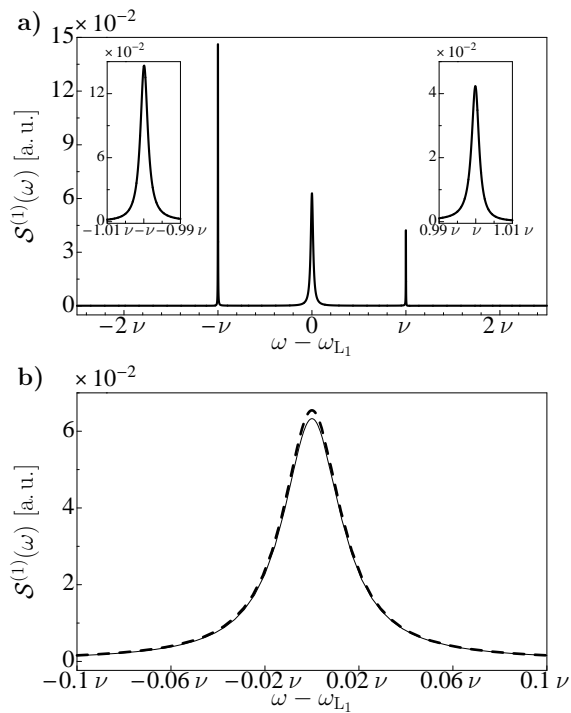 a)
× 10⁻²
15
12
9
6
3
0
S⁽¹⁾(ω) [a. u.]
× 10⁻²
12
9
6
3
0
−1.01 ν −ν −0.99 ν
× 10⁻²
4
2
0
0.99 ν ν 1.01 ν
−2 ν −ν 0 ν 2 ν
ω − ω_L₁
b)
× 10⁻²
6
4
2
0
S⁽¹⁾(ω) [a. u.]
−0.1 ν −0.06 ν −0.02 ν 0.02 ν 0.06 ν 0.1 ν
ω − ω_L₁